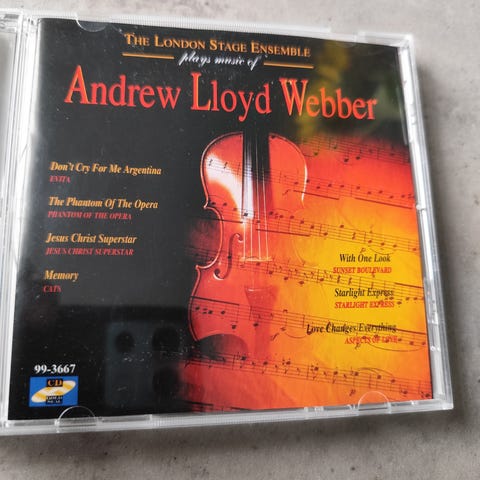 THE LONDON STAGE ENSEMBLE
plays music of
Andrew Lloyd Webber
Don't Cry For Me Argentina
EVITA
The Phantom Of The Opera
PHANTOM OF THE OPERA
Jesus Christ Superstar
JESUS CHRIST SUPERSTAR
Memory
CATS
With One Look
SUNSET BOULEVARD
Starlight Express
STARLIGHT EXPRESS
Love Changes Everything
ASPECTS OF LOVE
99-3667
CD